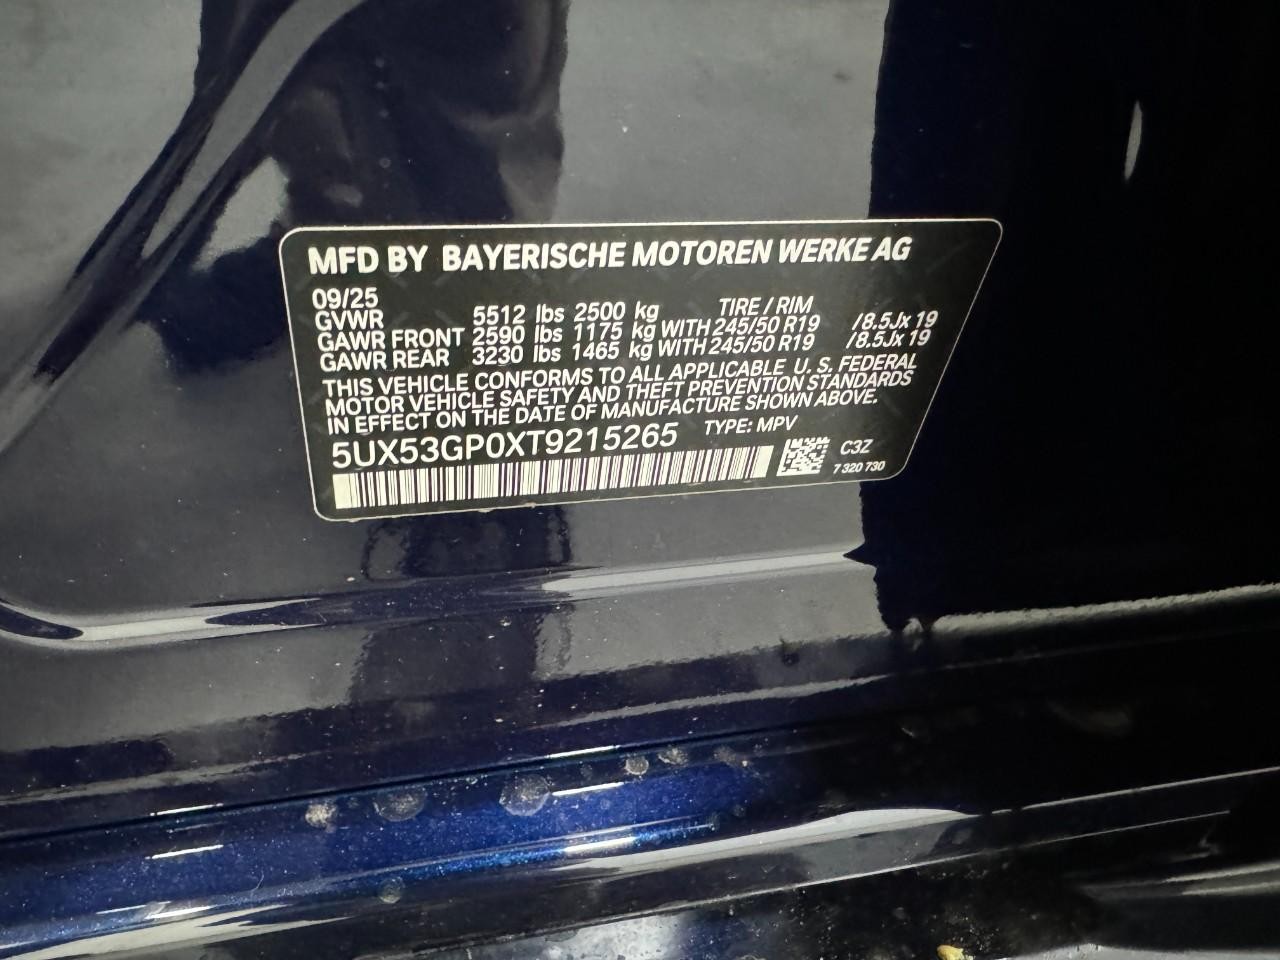 MFD BY BAYERISCHE MOTOREN WERKE AG
09/25
TIRE / RIM
GVWR 5512 lbs 2500 kg
GAWR FRONT 2590 lbs 1175 kg WITH 245/50 R19 /8.5Jx 19
GAWR REAR 3230 lbs 1465 kg WITH 245/50 R19 /8.5Jx 19
THIS VEHICLE CONFORMS TO ALL APPLICABLE U. S. FEDERAL
MOTOR VEHICLE SAFETY AND THEFT PREVENTION STANDARDS
IN EFFECT ON THE DATE OF MANUFACTURE SHOWN ABOVE.
5UX53GP0XT9215265 TYPE: MPV
C3Z
7 320 730